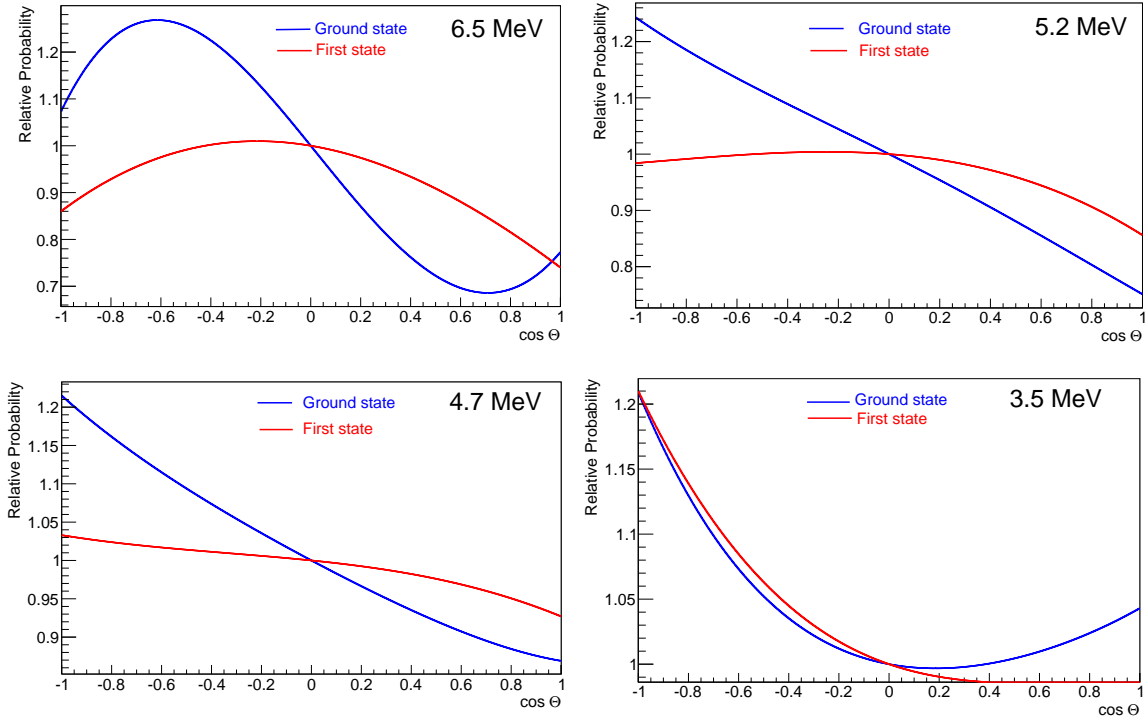 Relative Probability
6.5 MeV
Ground state
First state
1.2
1.1
1
0.9
0.8
0.7
-1 -0.8 -0.6 -0.4 -0.2 0 0.2 0.4 0.6 0.8 1
cos Θ
Relative Probability
5.2 MeV
Ground state
First state
1.2
1.1
1
0.9
0.8
-1 -0.8 -0.6 -0.4 -0.2 0 0.2 0.4 0.6 0.8 1
cos Θ
Relative Probability
4.7 MeV
Ground state
First state
1.2
1.15
1.1
1.05
1
0.95
0.9
-1 -0.8 -0.6 -0.4 -0.2 0 0.2 0.4 0.6 0.8 1
cos Θ
Relative Probability
3.5 MeV
Ground state
First state
1.2
1.15
1.1
1.05
1
-1 -0.8 -0.6 -0.4 -0.2 0 0.2 0.4 0.6 0.8 1
cos Θ